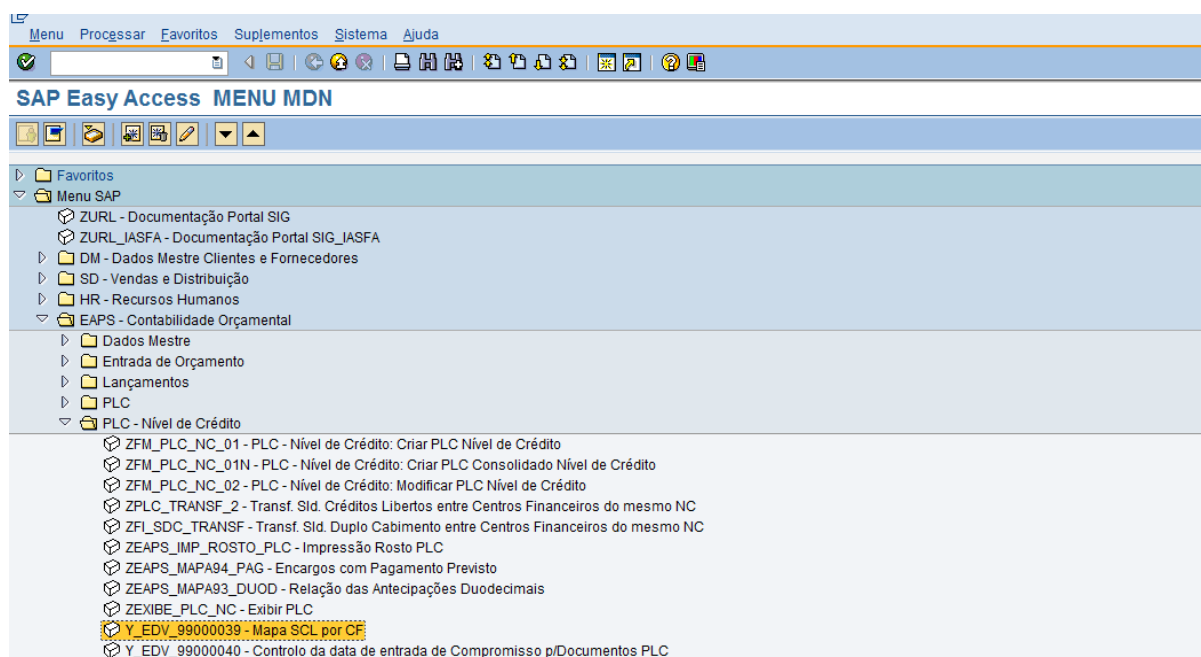 Menu Processar Favoritos Suplementos Sistema Ajuda
SAP Easy Access MENU MDN
Favoritos
Menu SAP
ZURL - Documentação Portal SIG
ZURL_IASFA - Documentação Portal SIG_IASFA
DM - Dados Mestre Clientes e Fornecedores
SD - Vendas e Distribuição
HR - Recursos Humanos
EAPS - Contabilidade Orçamental
Dados Mestre
Entrada de Orçamento
Lançamentos
PLC
PLC - Nível de Crédito
ZFM_PLC_NC_01 - PLC - Nível de Crédito: Criar PLC Nível de Crédito
ZFM_PLC_NC_01N - PLC - Nível de Crédito: Criar PLC Consolidado Nível de Crédito
ZFM_PLC_NC_02 - PLC - Nível de Crédito: Modificar PLC Nível de Crédito
ZPLC_TRANSF_2 - Transf. Sld. Créditos Libertos entre Centros Financeiros do mesmo NC
ZFI_SDC_TRANSF - Transf. Sld. Duplo Cabimento entre Centros Financeiros do mesmo NC
ZEAPS_IMP_ROSTO_PLC - Impressão Rosto PLC
ZEAPS_MAPA94_PAG - Encargos com Pagamento Previsto
ZEAPS_MAPA93_DUOD - Relação das Antecipações Duodecimais
ZEXIBE_PLC_NC - Exibir PLC
Y_EDV_99000039 - Mapa SCL por CF
Y_EDV_99000040 - Controlo da data de entrada de Compromisso p/Documentos PLC